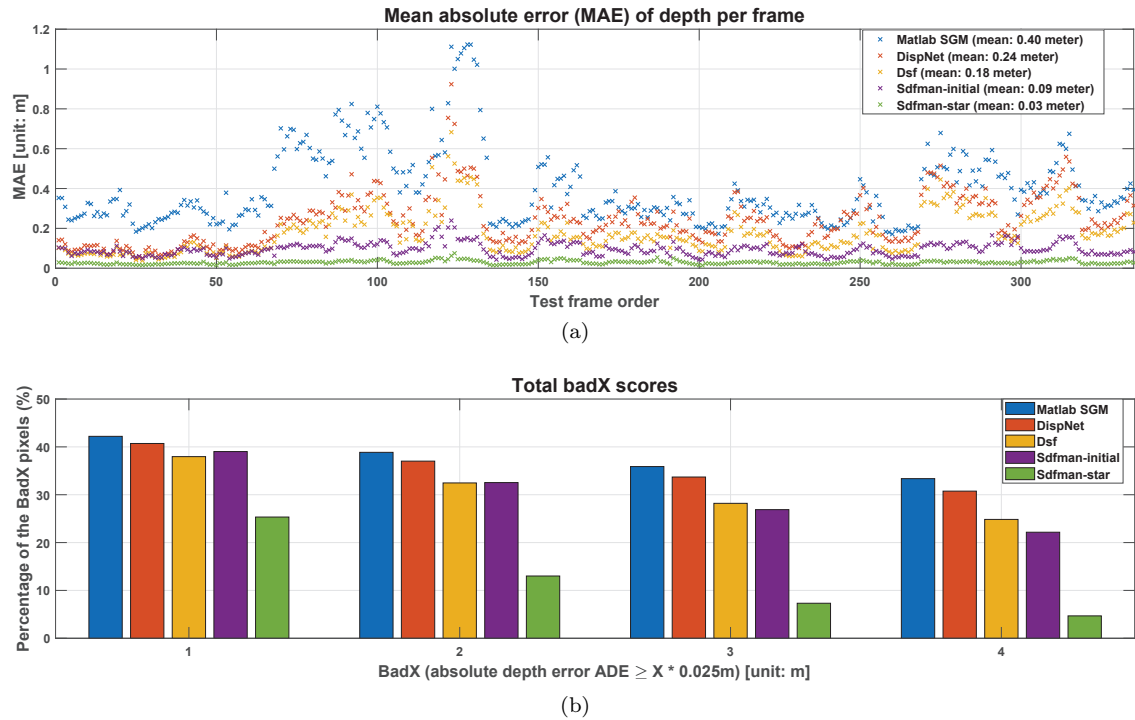 Mean absolute error (MAE) of depth per frame
MAE [unit: m]
1.2
1
0.8
0.6
0.4
0.2
0
Matlab SGM (mean: 0.40 meter)
DispNet (mean: 0.24 meter)
Dsf (mean: 0.18 meter)
Sdfman-initial (mean: 0.09 meter)
Sdfman-star (mean: 0.03 meter)
0 50 100 150 200 250 300
Test frame order
(a)
Total badX scores
Percentage of the BadX pixels (%)
50
40
30
20
10
0
Matlab SGM
DispNet
Dsf
Sdfman-initial
Sdfman-star
1 2 3 4
BadX (absolute depth error ADE ≥ X * 0.025m) [unit: m]
(b)